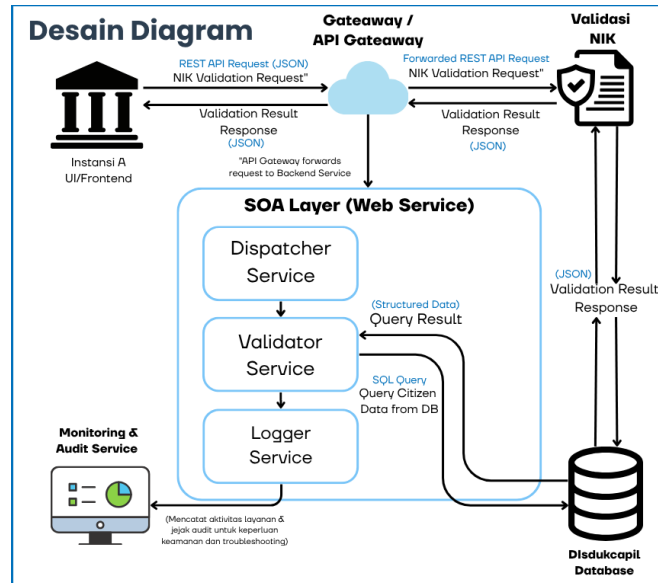 Desain Diagram
Gateaway /
API Gateaway
Validasi
NIK
REST API Request (JSON)
NIK Validation Request"
Forwarded REST API Request
NIK Validation Request"
Validation Result
Response
(JSON)
Validation Result
Response
(JSON)
Instansi A
UI/Frontend
"API Gateway forwards
request to Backend Service
SOA Layer (Web Service)
Dispatcher
Service
(JSON)
Validation Result
Response
(Structured Data)
Query Result
Validator
Service
SQL Query
Query Citizen
Data from DB
Logger
Service
Monitoring &
Audit Service
(Mencatat aktivitas layanan &
jejak audit untuk keperluan
keamanan dan troubleshooting)
DIsdukcapil
Database